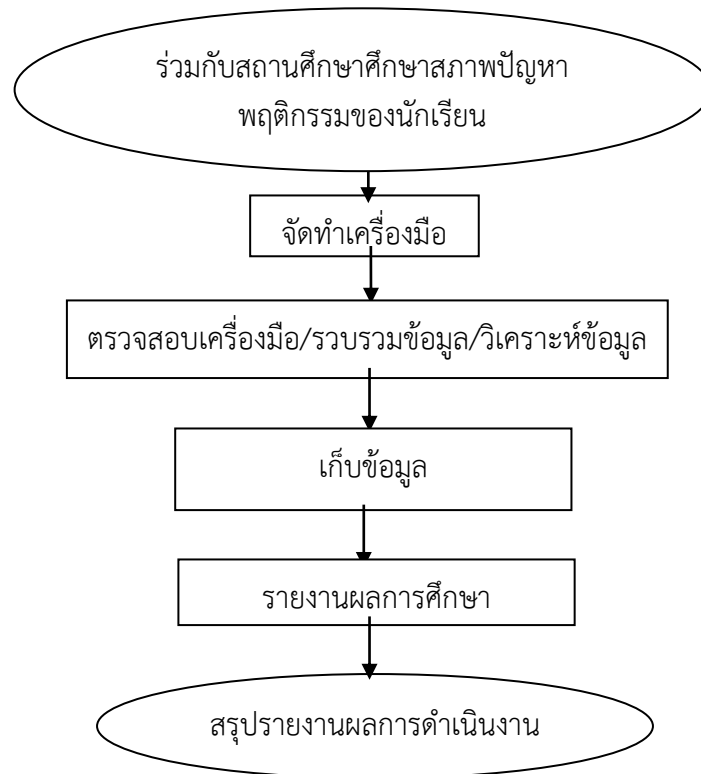 ร่วมกับสถานศึกษาศึกษาสภาพปัญหา
พฤติกรรมของนักเรียน
จัดทำเครื่องมือ
ตรวจสอบเครื่องมือ/รวบรวมข้อมูล/วิเคราะห์ข้อมูล
เก็บข้อมูล
รายงานผลการศึกษา
สรุปรายงานผลการดำเนินงาน